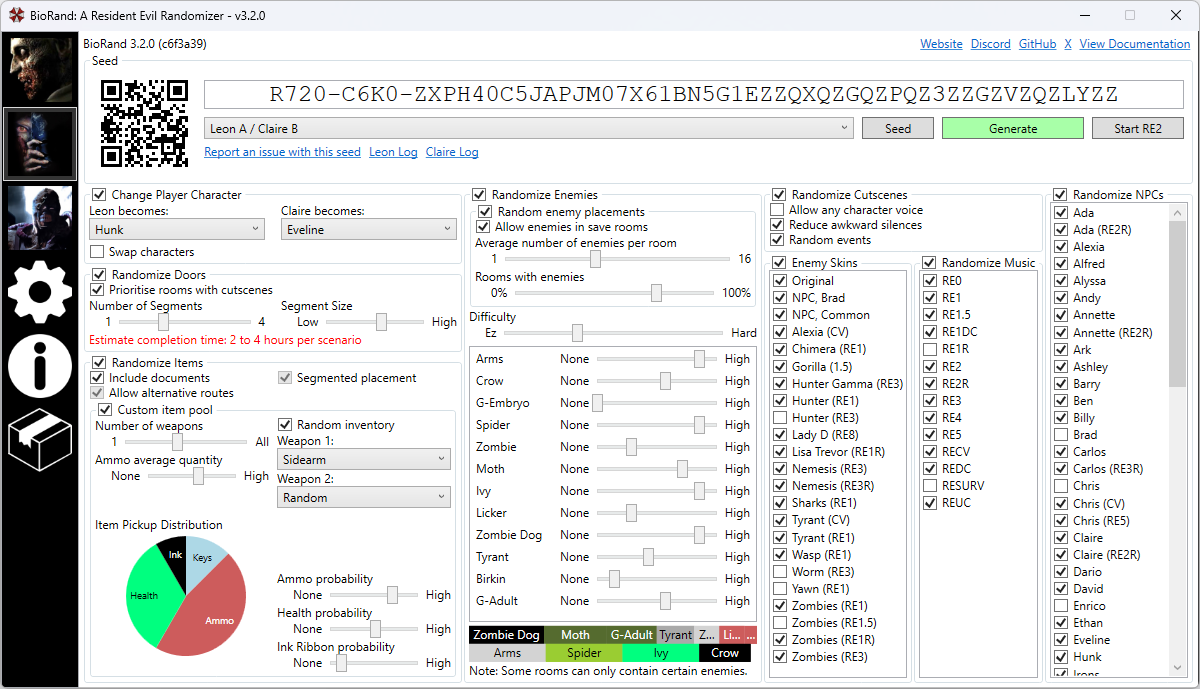 BioRand: A Resident Evil Randomizer - v3.2.0
BioRand 3.2.0 (c6f3a39)
Website Discord GitHub X View Documentation
Seed
R720-C6K0-ZXPH40C5JAPJM07X61BN5G1EZZQXQZGQZPQZ3ZZGZVZQZLYZZ
Leon A / Claire B
Seed
Generate
Start RE2
Report an issue with this seed Leon Log Claire Log
Change Player Character
Leon becomes: Claire becomes:
Hunk Eveline
Swap characters
Randomize Doors
Prioritise rooms with cutscenes
Number of Segments Segment Size
1 4 Low High
Estimate completion time: 2 to 4 hours per scenario
Randomize Items
Include documents Segmented placement
Allow alternative routes
Custom item pool
Number of weapons
1 All
Ammo average quantity
None High
Random inventory
Weapon 1:
Sidearm
Weapon 2:
Random
Item Pickup Distribution
Ink Keys
Health
Ammo
Ammo probability
None High
Health probability
None High
Ink Ribbon probability
None High
Randomize Enemies
Random enemy placements
Allow enemies in save rooms
Average number of enemies per room
1 16
Rooms with enemies
0% 100%
Difficulty
Ez Hard
Arms None High
Crow None High
G-Embryo None High
Spider None High
Zombie None High
Moth None High
Ivy None High
Licker None High
Zombie Dog None High
Tyrant None High
Birkin None High
G-Adult None High
Zombie Dog Moth G-Adult Tyrant Z... Li... ...
Arms Spider Ivy Crow
Note: Some rooms can only contain certain enemies.
Randomize Cutscenes
Allow any character voice
Reduce awkward silences
Random events
Enemy Skins
Original
NPC, Brad
NPC, Common
Alexia (CV)
Chimera (RE1)
Gorilla (1.5)
Hunter Gamma (RE3)
Hunter (RE1)
Hunter (RE3)
Lady D (RE8)
Lisa Trevor (RE1R)
Nemesis (RE3)
Nemesis (RE3R)
Sharks (RE1)
Tyrant (CV)
Tyrant (RE1)
Wasp (RE1)
Worm (RE3)
Yawn (RE1)
Zombies (RE1)
Zombies (RE1.5)
Zombies (RE1R)
Zombies (RE3)
Randomize Music
RE0
RE1
RE1.5
RE1DC
RE1R
RE2
RE2R
RE3
RE4
RE5
RECV
REDC
RESURV
REUC
Randomize NPCs
Ada
Ada (RE2R)
Alexia
Alfred
Alyssa
Andy
Annette
Annette (RE2R)
Ark
Ashley
Barry
Ben
Billy
Brad
Carlos
Carlos (RE3R)
Chris
Chris (CV)
Chris (RE5)
Claire
Claire (RE2R)
Dario
David
Enrico
Ethan
Eveline
Hunk
Irons